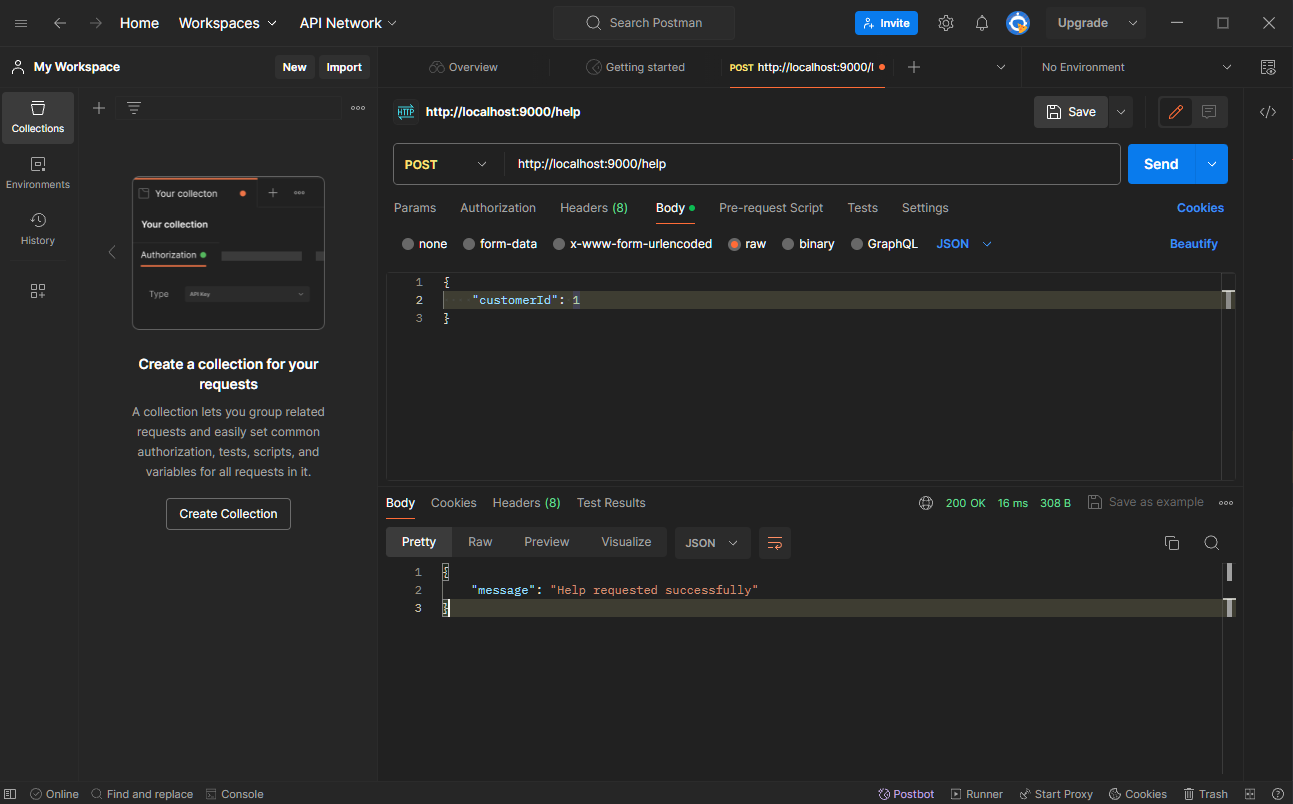 Home Workspaces API Network Search Postman Invite Upgrade
My Workspace New Import Overview Getting started POST http://localhost:9000/l No Environment
Collections
Environments
History
Your collecton
Your collection
Authorization
Type API Key
Create a collection for your
requests
A collection lets you group related
requests and easily set common
authorization, tests, scripts, and
variables for all requests in it.
Create Collection
HTTP http://localhost:9000/help Save
POST http://localhost:9000/help Send
Params Authorization Headers (8) Body Pre-request Script Tests Settings Cookies
none form-data x-www-form-urlencoded raw binary GraphQL JSON Beautify
1 {
2 "customerId": 1
3 }
Body Cookies Headers (8) Test Results 200 OK 16 ms 308 B Save as example
Pretty Raw Preview Visualize JSON
1 {
2 "message": "Help requested successfully"
3 }
Online Find and replace Console Postbot Runner Start Proxy Cookies Trash